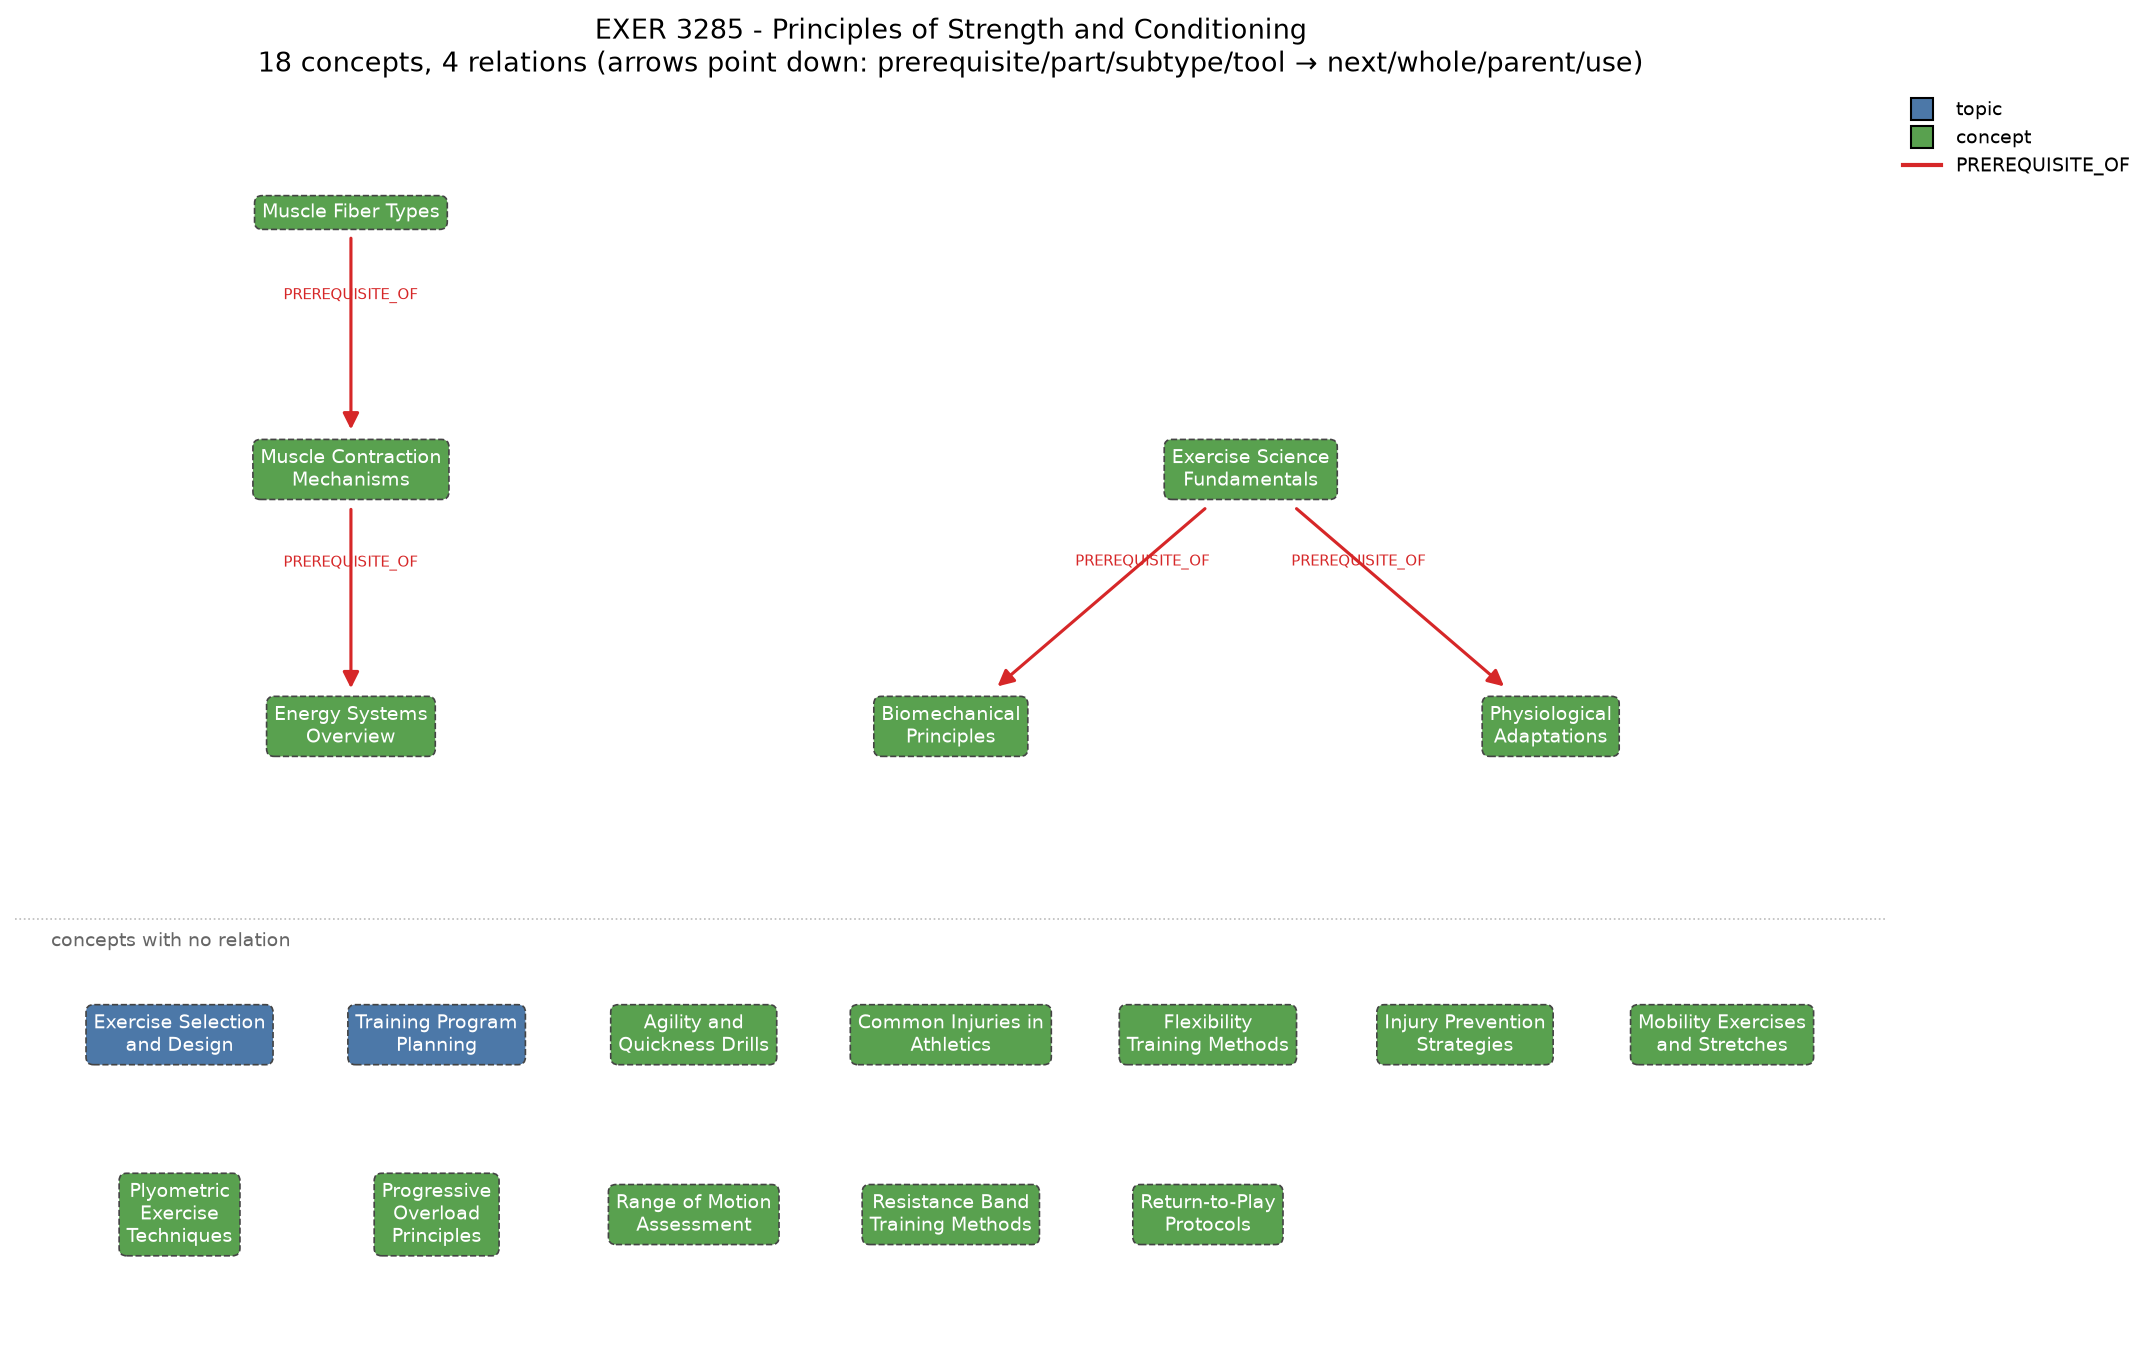 EXER 3285 - Principles of Strength and Conditioning
18 concepts, 4 relations (arrows point down: prerequisite/part/subtype/tool → next/whole/parent/use)
topic
concept
PREREQUISITE_OF
Muscle Fiber Types
PREREQUISITE_OF
Muscle Contraction
Mechanisms
Exercise Science
Fundamentals
PREREQUISITE_OF
PREREQUISITE_OF
PREREQUISITE_OF
Energy Systems
Overview
Biomechanical
Principles
Physiological
Adaptations
concepts with no relation
Exercise Selection
and Design
Training Program
Planning
Agility and
Quickness Drills
Common Injuries in
Athletics
Flexibility
Training Methods
Injury Prevention
Strategies
Mobility Exercises
and Stretches
Plyometric
Exercise
Techniques
Progressive
Overload
Principles
Range of Motion
Assessment
Resistance Band
Training Methods
Return-to-Play
Protocols